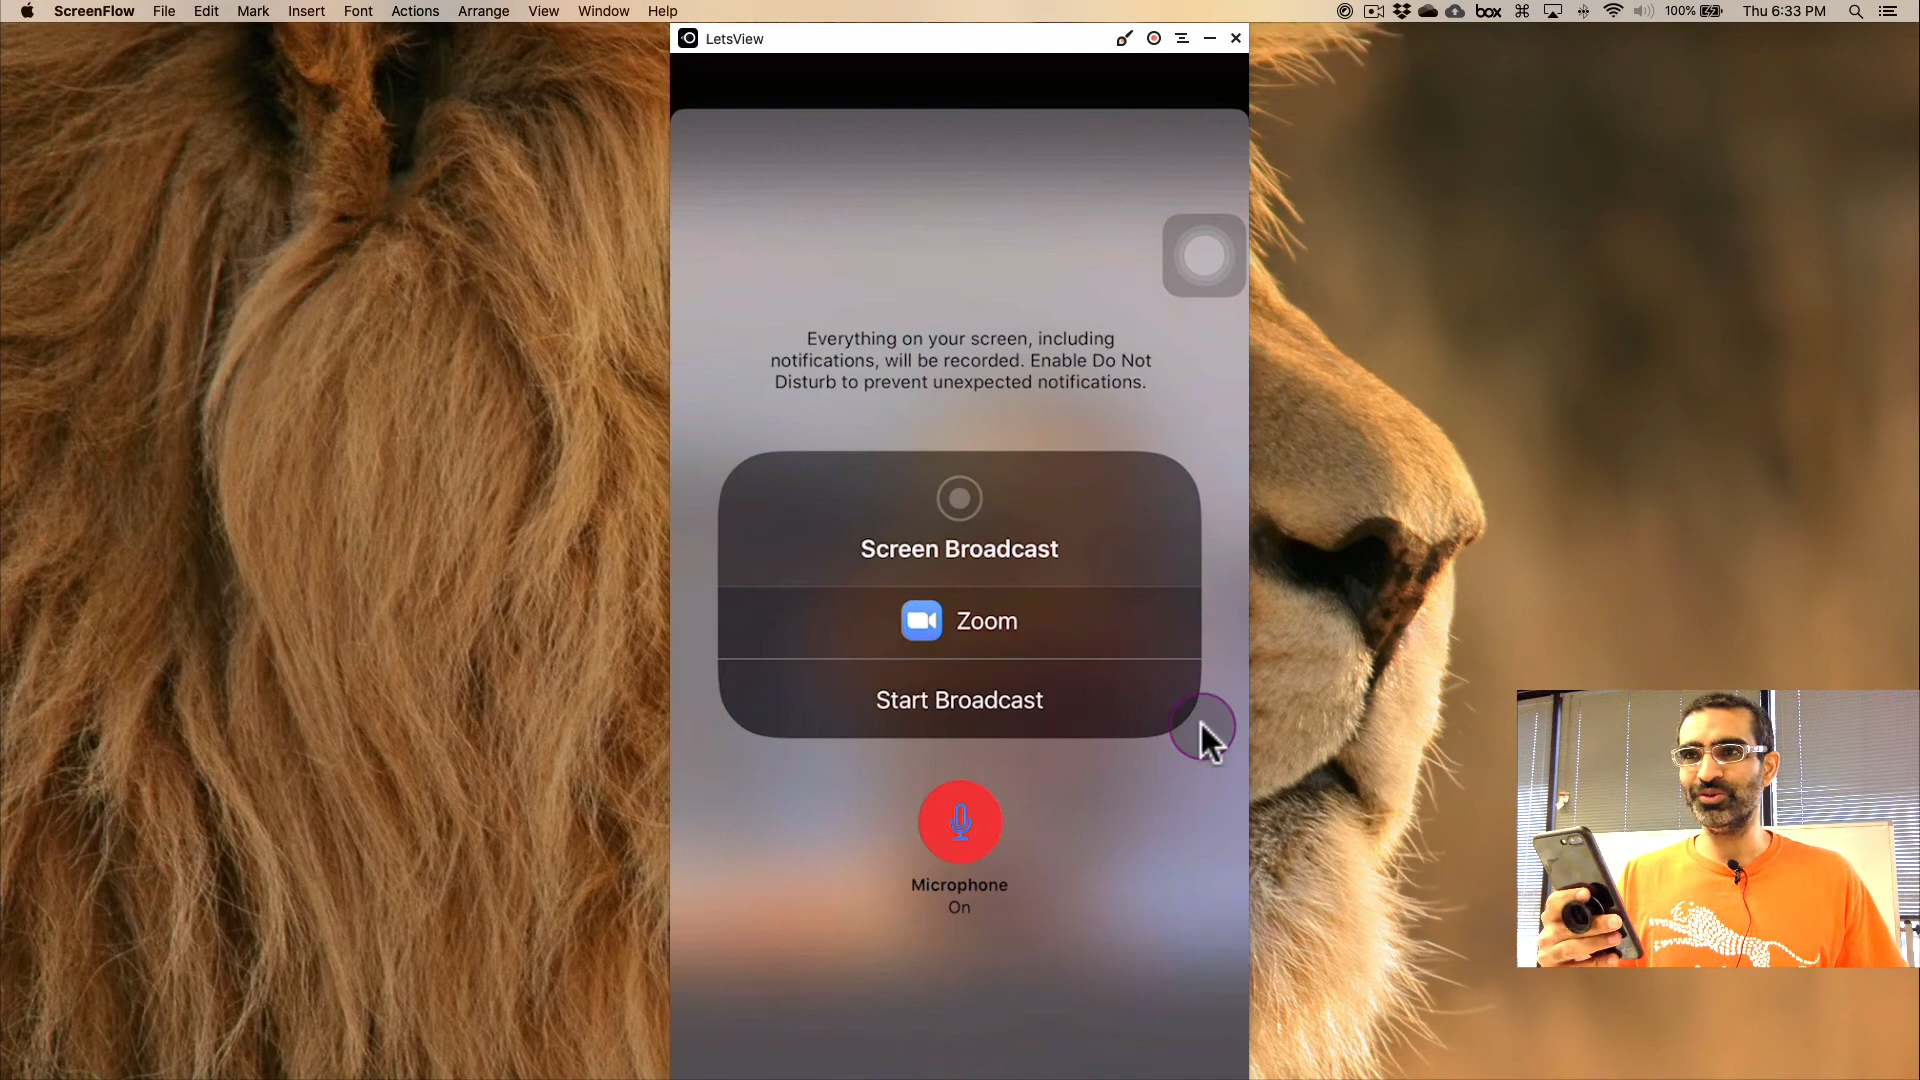 ScreenFlow File Edit Mark Insert Font Actions Arrange View Window Help
box 100% Thu 6:33 PM
LetsView
Everything on your screen, including
notifications, will be recorded. Enable Do Not
Disturb to prevent unexpected notifications.
Screen Broadcast
Zoom
Start Broadcast
Microphone
On